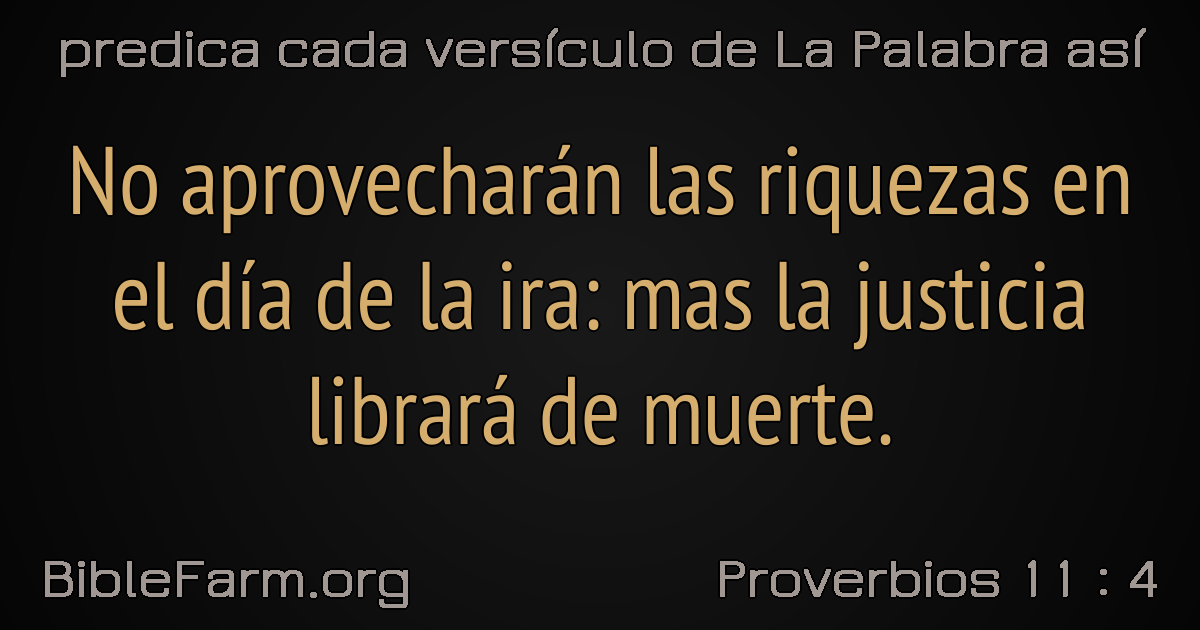 predica cada versículo de La Palabra así
No aprovecharán las riquezas en
el día de la ira: mas la justicia
librará de muerte.
BibleFarm.org
Proverbios 11 : 4